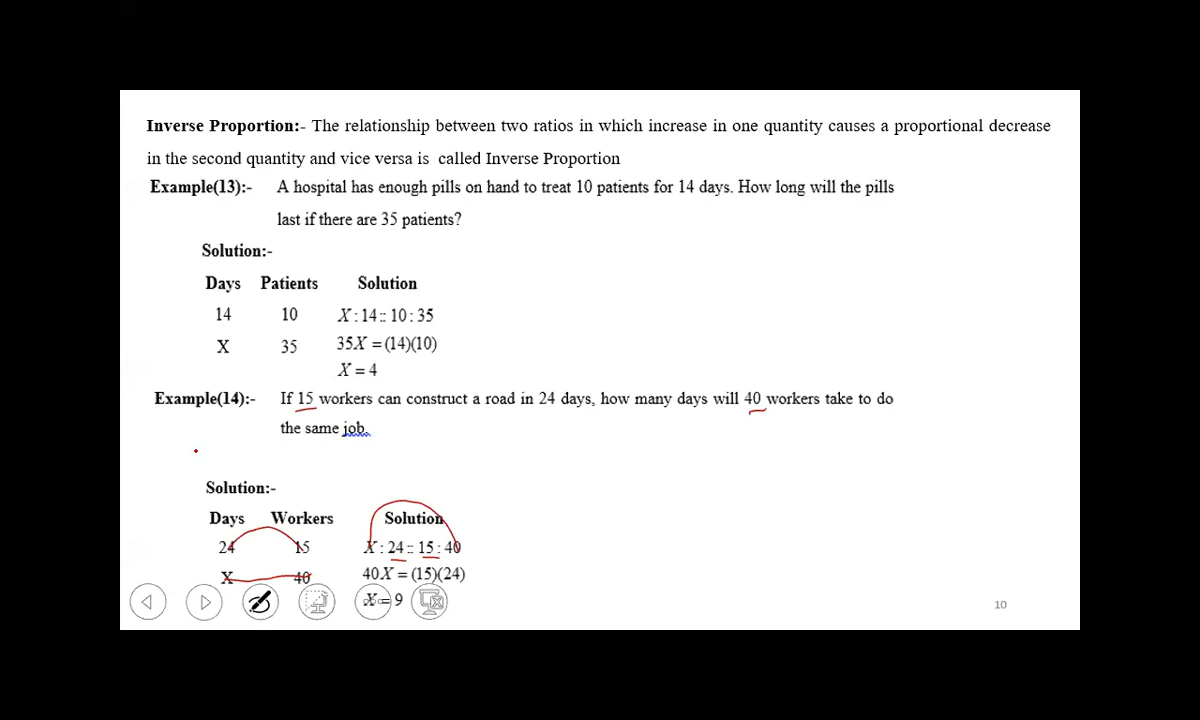 Inverse Proportion:- The relationship between two ratios in which increase in one quantity causes a proportional decrease
in the second quantity and vice versa is called Inverse Proportion
Example(13):- A hospital has enough pills on hand to treat 10 patients for 14 days. How long will the pills
last if there are 35 patients?
Solution:-
Days Patients Solution
14 10 X : 14 :: 10 : 35
X 35 35X = (14)(10)
X = 4
Example(14):- If 15 workers can construct a road in 24 days, how many days will 40 workers take to do
the same job.
Solution:-
Days Workers Solution
24 15 X : 24 :: 15 : 40
X 40 40X = (15)(24)
X = 9
10